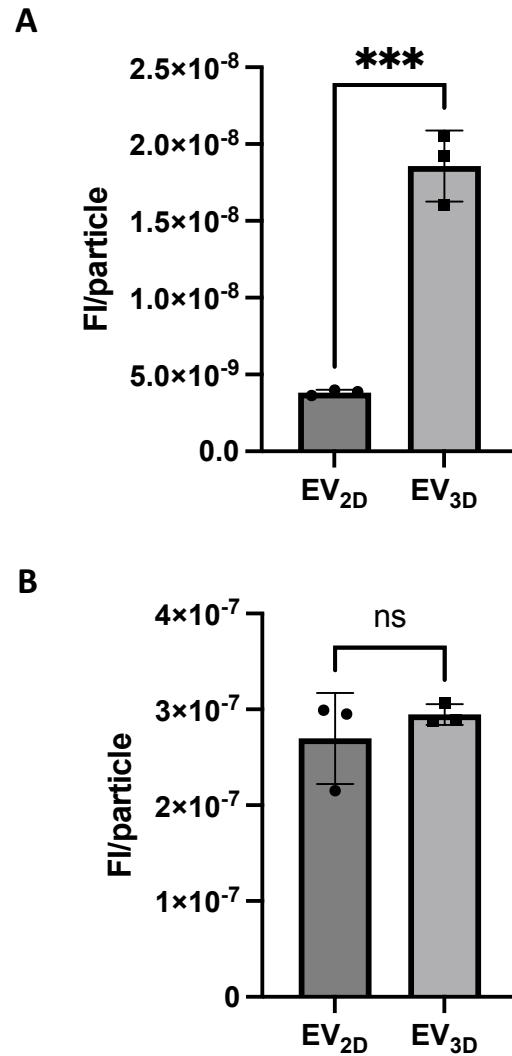 A
***
2.5×10⁻⁸
2.0×10⁻⁸
1.5×10⁻⁸
1.0×10⁻⁸
5.0×10⁻⁹
0.0
FI/particle
EV₂D EV₃D
B
ns
4×10⁻⁷
3×10⁻⁷
2×10⁻⁷
1×10⁻⁷
0
FI/particle
EV₂D EV₃D